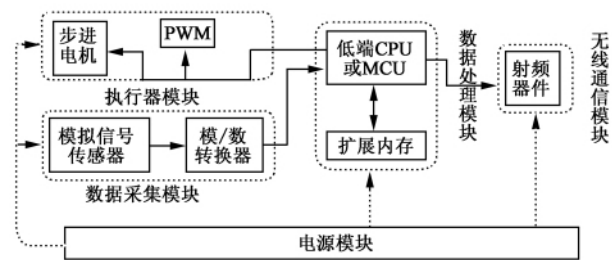 步进
电机
PWM
执行器模块
模拟信号
传感器
模/数
转换器
数据采集模块
低端CPU
或MCU
扩展内存
数据处理模块
射频
器件
无线通信模块
电源模块